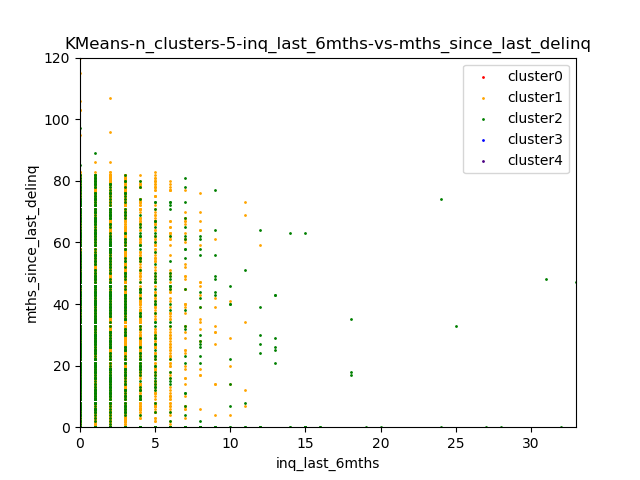 KMeans-n_clusters-5-inq_last_6mths-vs-mths_since_last_delinq
120
100
80
60
40
20
0
mths_since_last_delinq
cluster0
cluster1
cluster2
cluster3
cluster4
0 5 10 15 20 25 30
inq_last_6mths